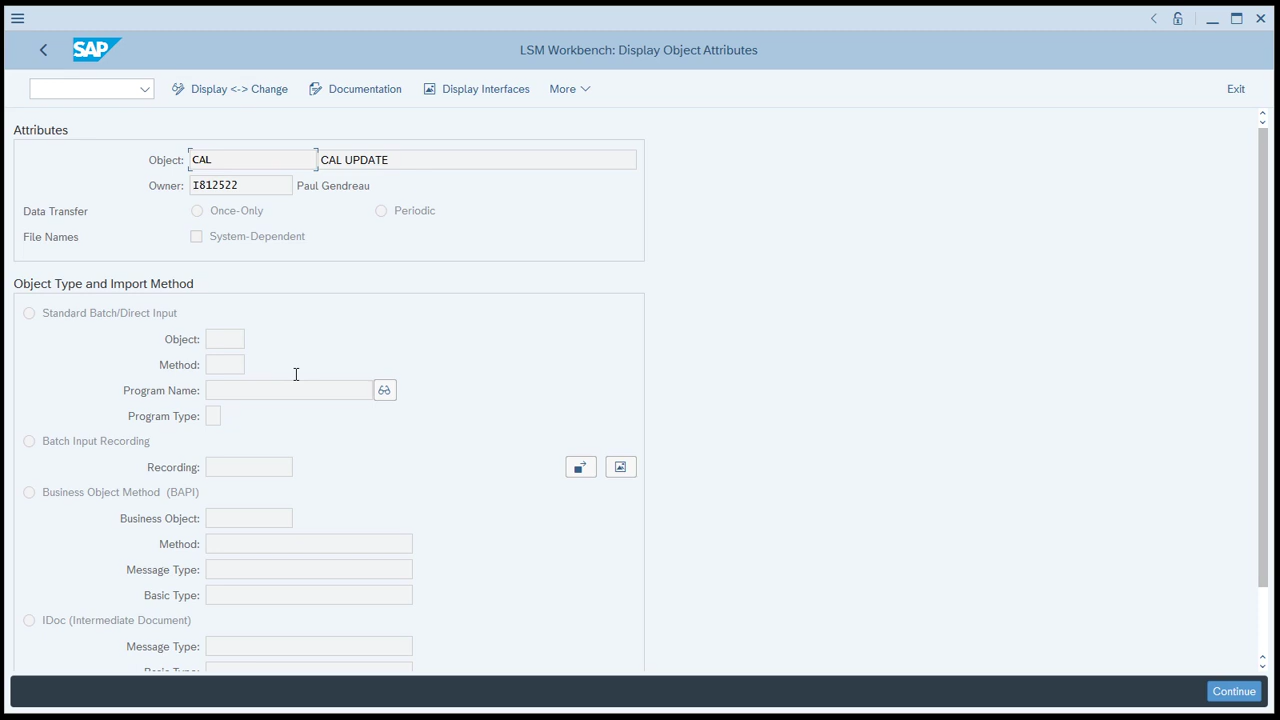 SAP
LSM Workbench: Display Object Attributes
Display <-> Change
Documentation
Display Interfaces
More
Exit
Attributes
Object: CAL CAL UPDATE
Owner: I812522 Paul Gendreau
Data Transfer Once-Only Periodic
File Names System-Dependent
Object Type and Import Method
Standard Batch/Direct Input
Object:
Method:
Program Name:
Program Type:
Batch Input Recording
Recording:
Business Object Method (BAPI)
Business Object:
Method:
Message Type:
Basic Type:
IDoc (Intermediate Document)
Message Type:
Basic Type:
Continue